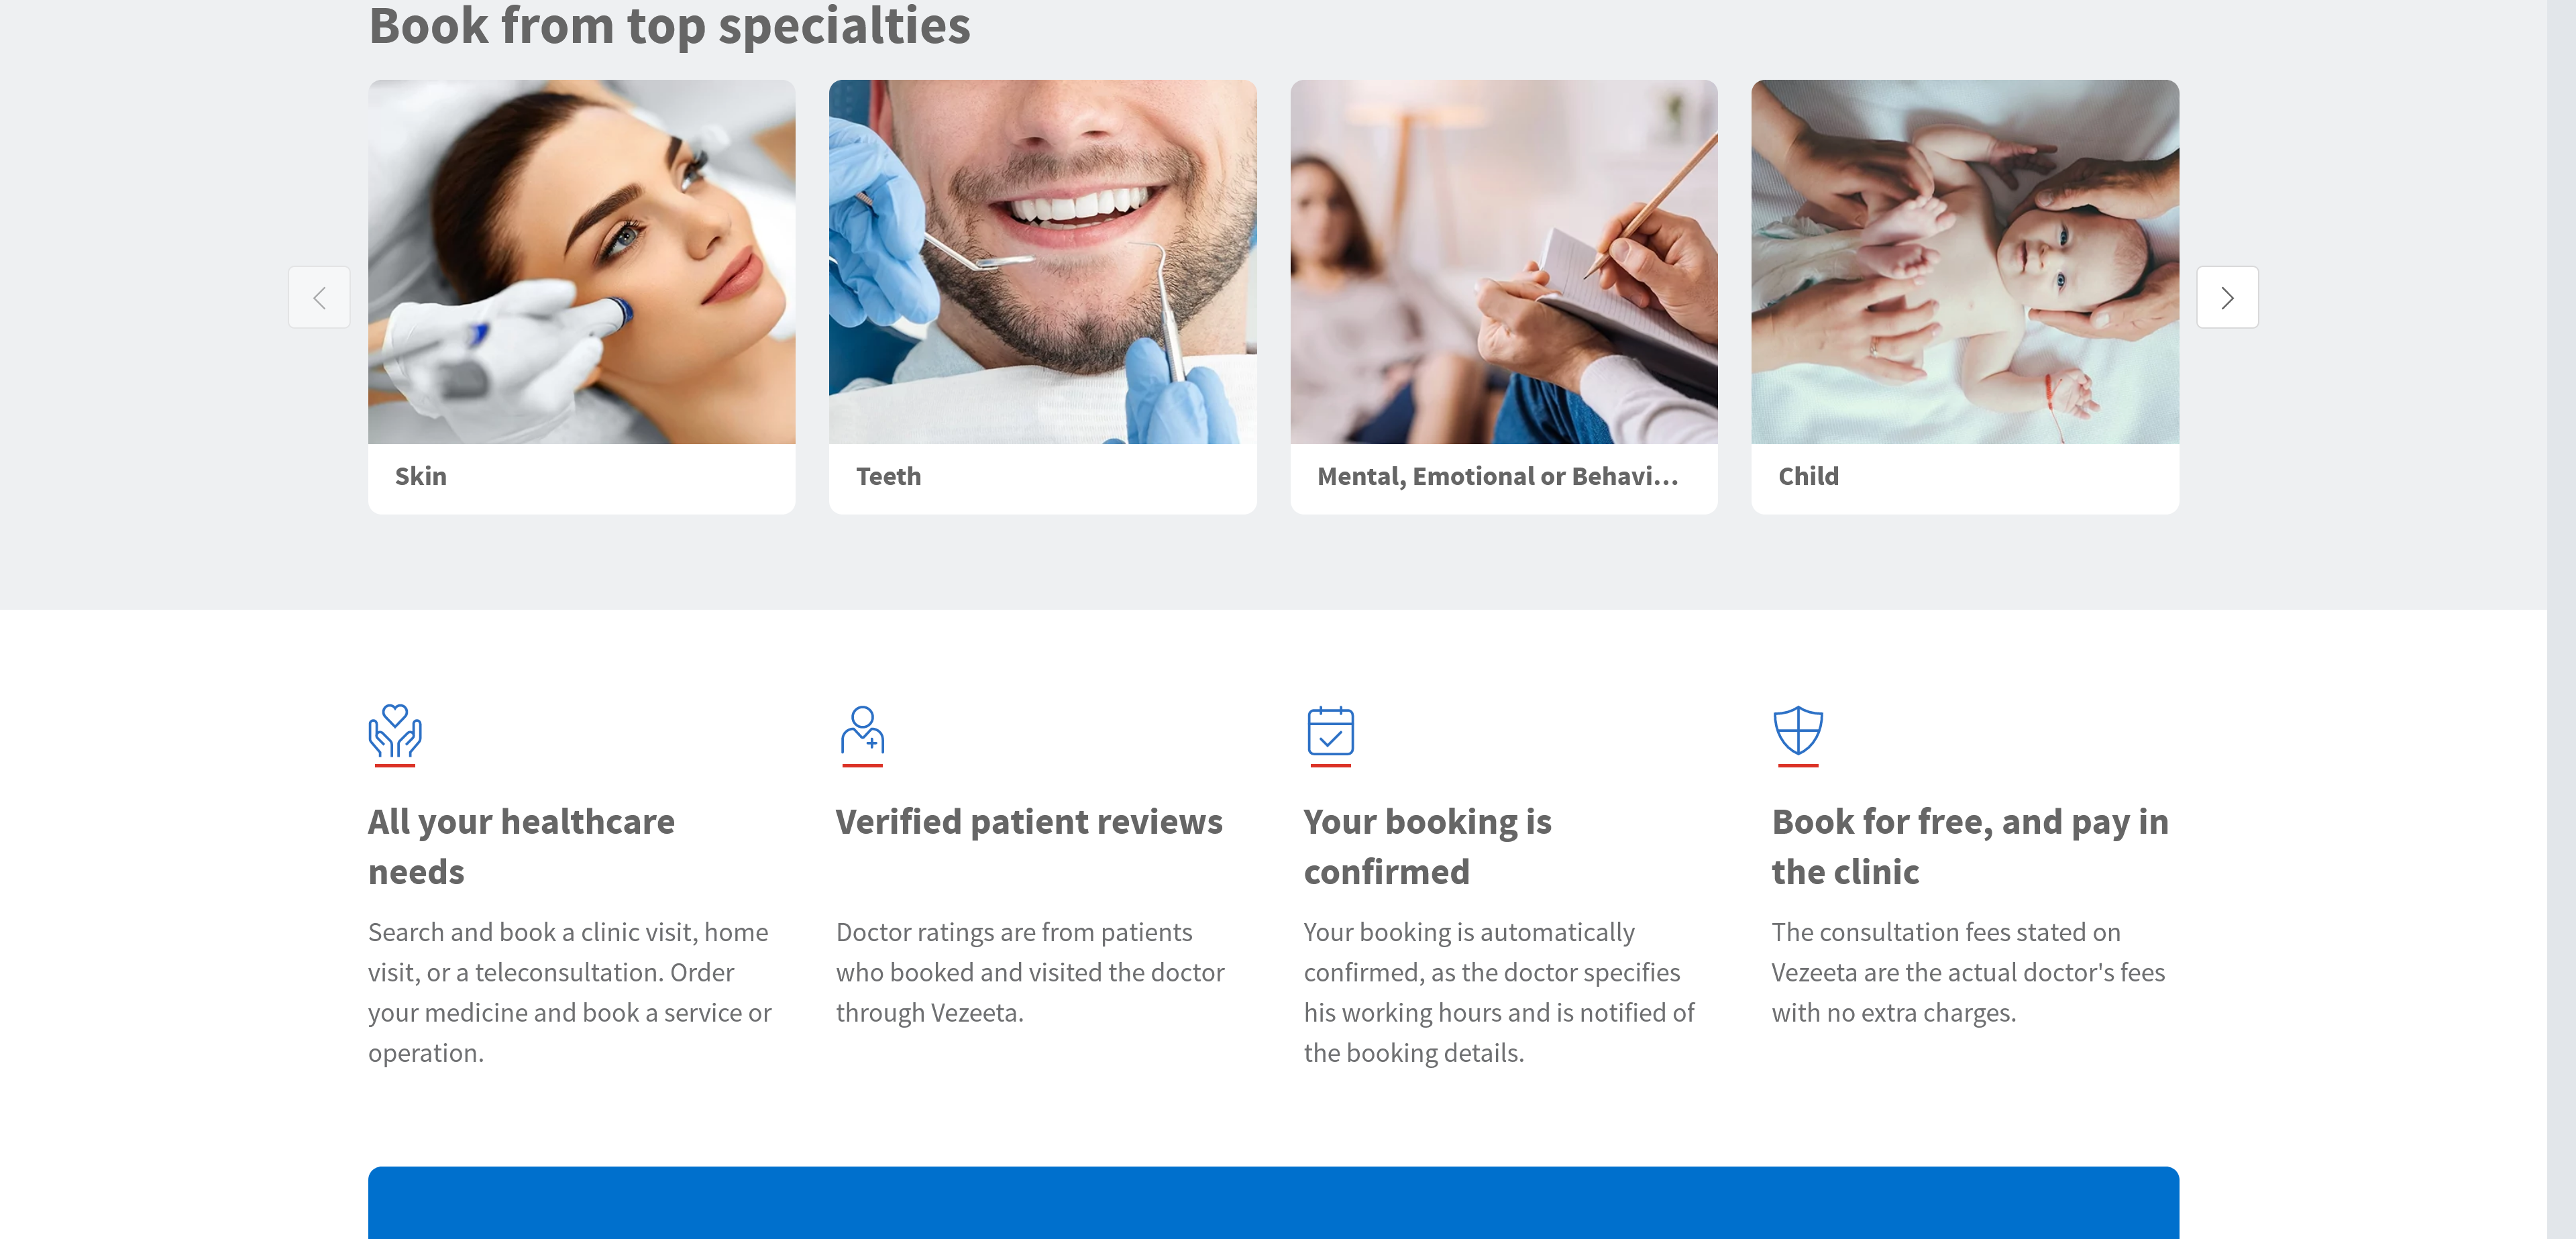 Book from top specialties
Skin
Teeth
Mental, Emotional or Behavi...
Child
All your healthcare
needs
Search and book a clinic visit, home
visit, or a teleconsultation. Order
your medicine and book a service or
operation.
Verified patient reviews
Doctor ratings are from patients
who booked and visited the doctor
through Vezeeta.
Your booking is
confirmed
Your booking is automatically
confirmed, as the doctor specifies
his working hours and is notified of
the booking details.
Book for free, and pay in
the clinic
The consultation fees stated on
Vezeeta are the actual doctor's fees
with no extra charges.